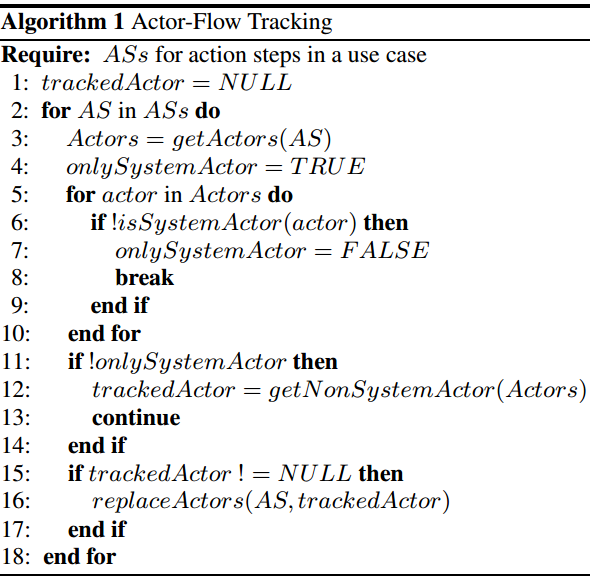 Algorithm 1 Actor-Flow Tracking
Require: ASs for action steps in a use case
1: trackedActor = NULL
2: for AS in ASs do
3: Actors = getActors(AS)
4: onlySystemActor = TRUE
5: for actor in Actors do
6: if !isSystemActor(actor) then
7: onlySystemActor = FALSE
8: break
9: end if
10: end for
11: if !onlySystemActor then
12: trackedActor = getNonSystemActor(Actors)
13: continue
14: end if
15: if trackedActor ! = NULL then
16: replaceActors(AS, trackedActor)
17: end if
18: end for